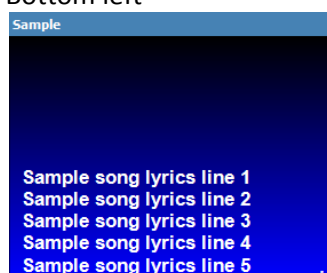 Bottom left
Sample
Sample song lyrics line 1
Sample song lyrics line 2
Sample song lyrics line 3
Sample song lyrics line 4
Sample song lyrics line 5